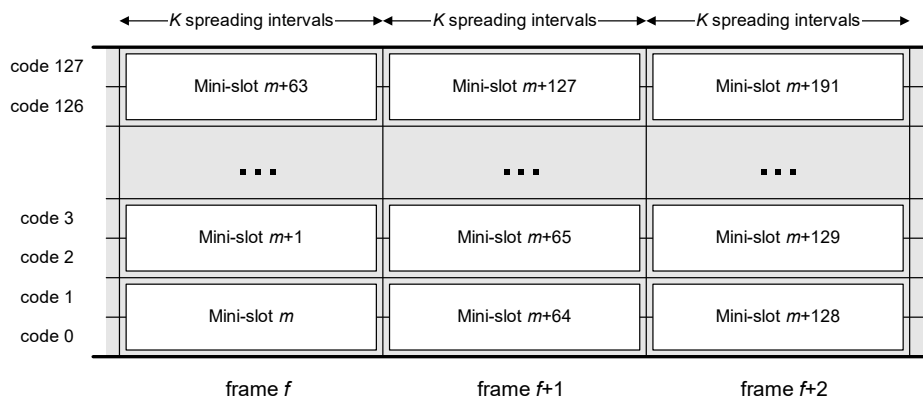 K spreading intervals K spreading intervals K spreading intervals
code 127
Mini-slot m+63 Mini-slot m+127 Mini-slot m+191
code 126
... ... ...
code 3
Mini-slot m+1 Mini-slot m+65 Mini-slot m+129
code 2
code 1
Mini-slot m Mini-slot m+64 Mini-slot m+128
code 0
frame f frame f+1 frame f+2